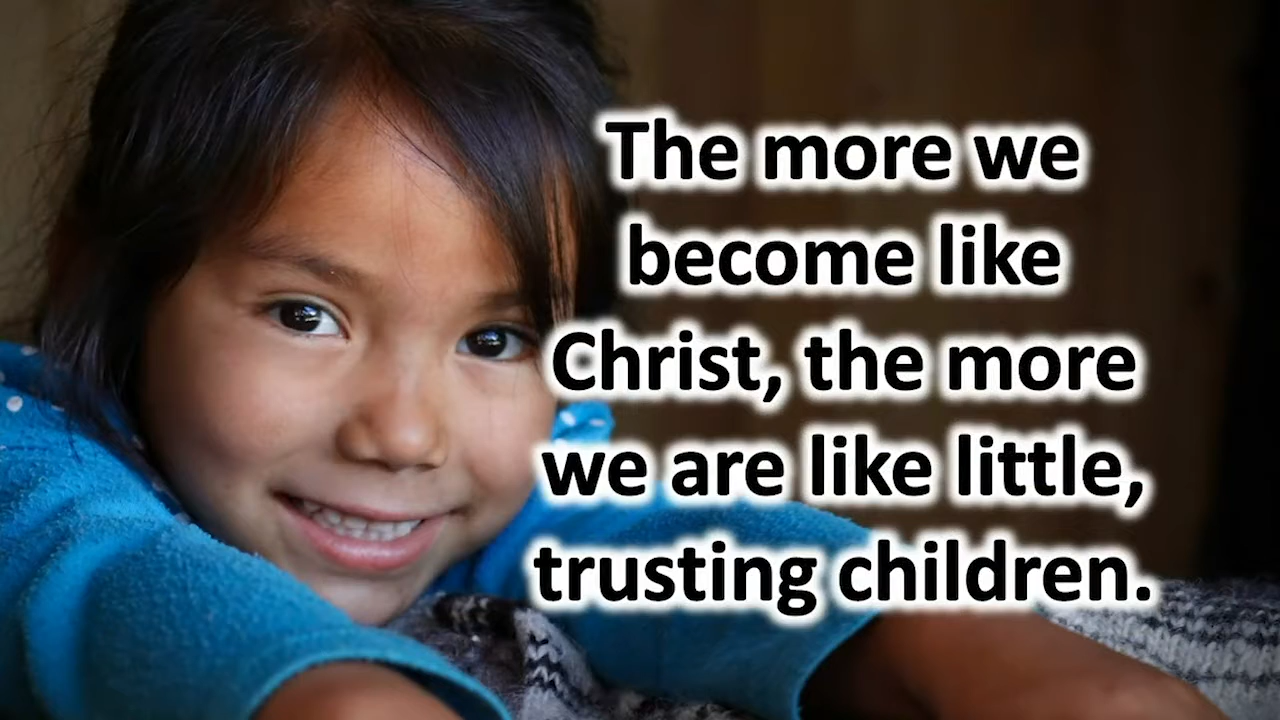 The more we
become like
Christ, the more
we are like little,
trusting children.